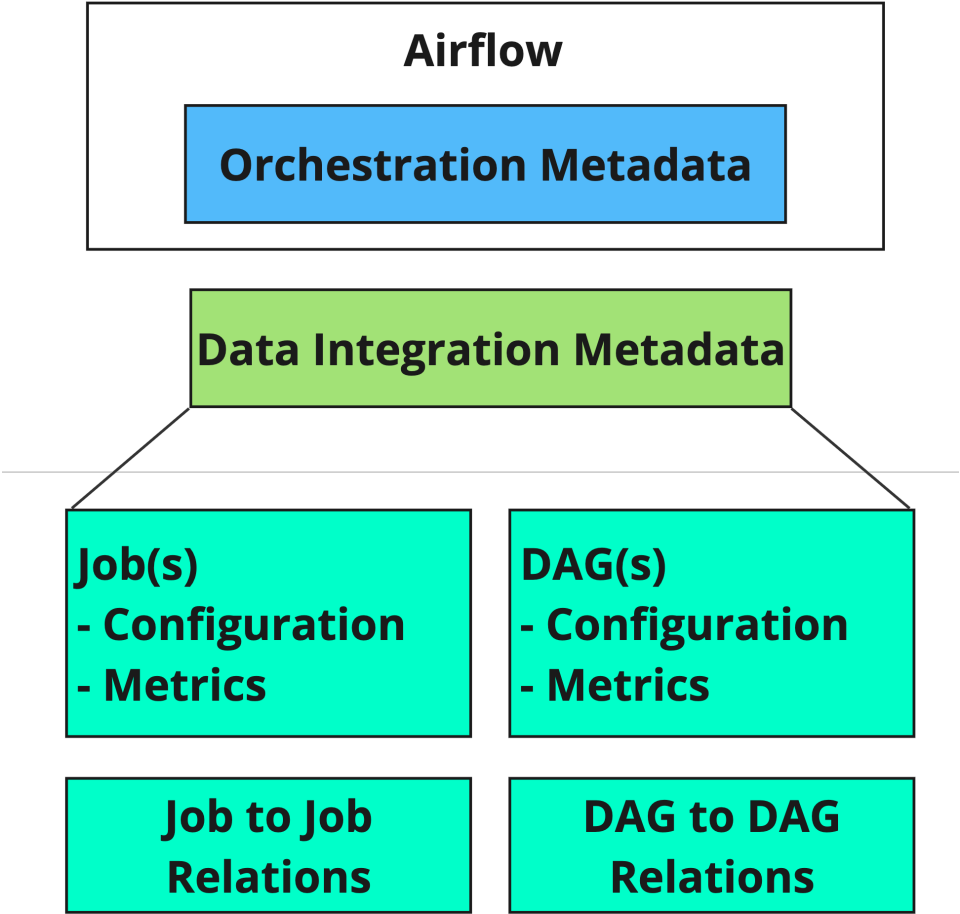 Airflow
Orchestration Metadata
Data Integration Metadata
Job(s)
- Configuration
- Metrics
DAG(s)
- Configuration
- Metrics
Job to Job
Relations
DAG to DAG
Relations